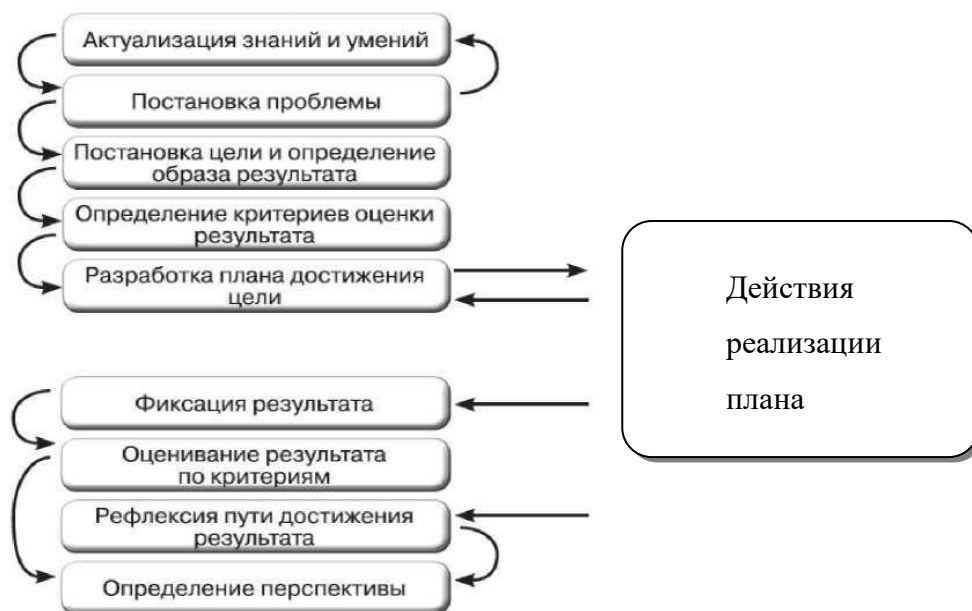 Актуализация знаний и умений
Постановка проблемы
Постановка цели и определение
образа результата
Определение критериев оценки
результата
Разработка плана достижения
цели
Действия
реализации
плана
Фиксация результата
Оценивание результата
по критериям
Рефлексия пути достижения
результата
Определение перспективы